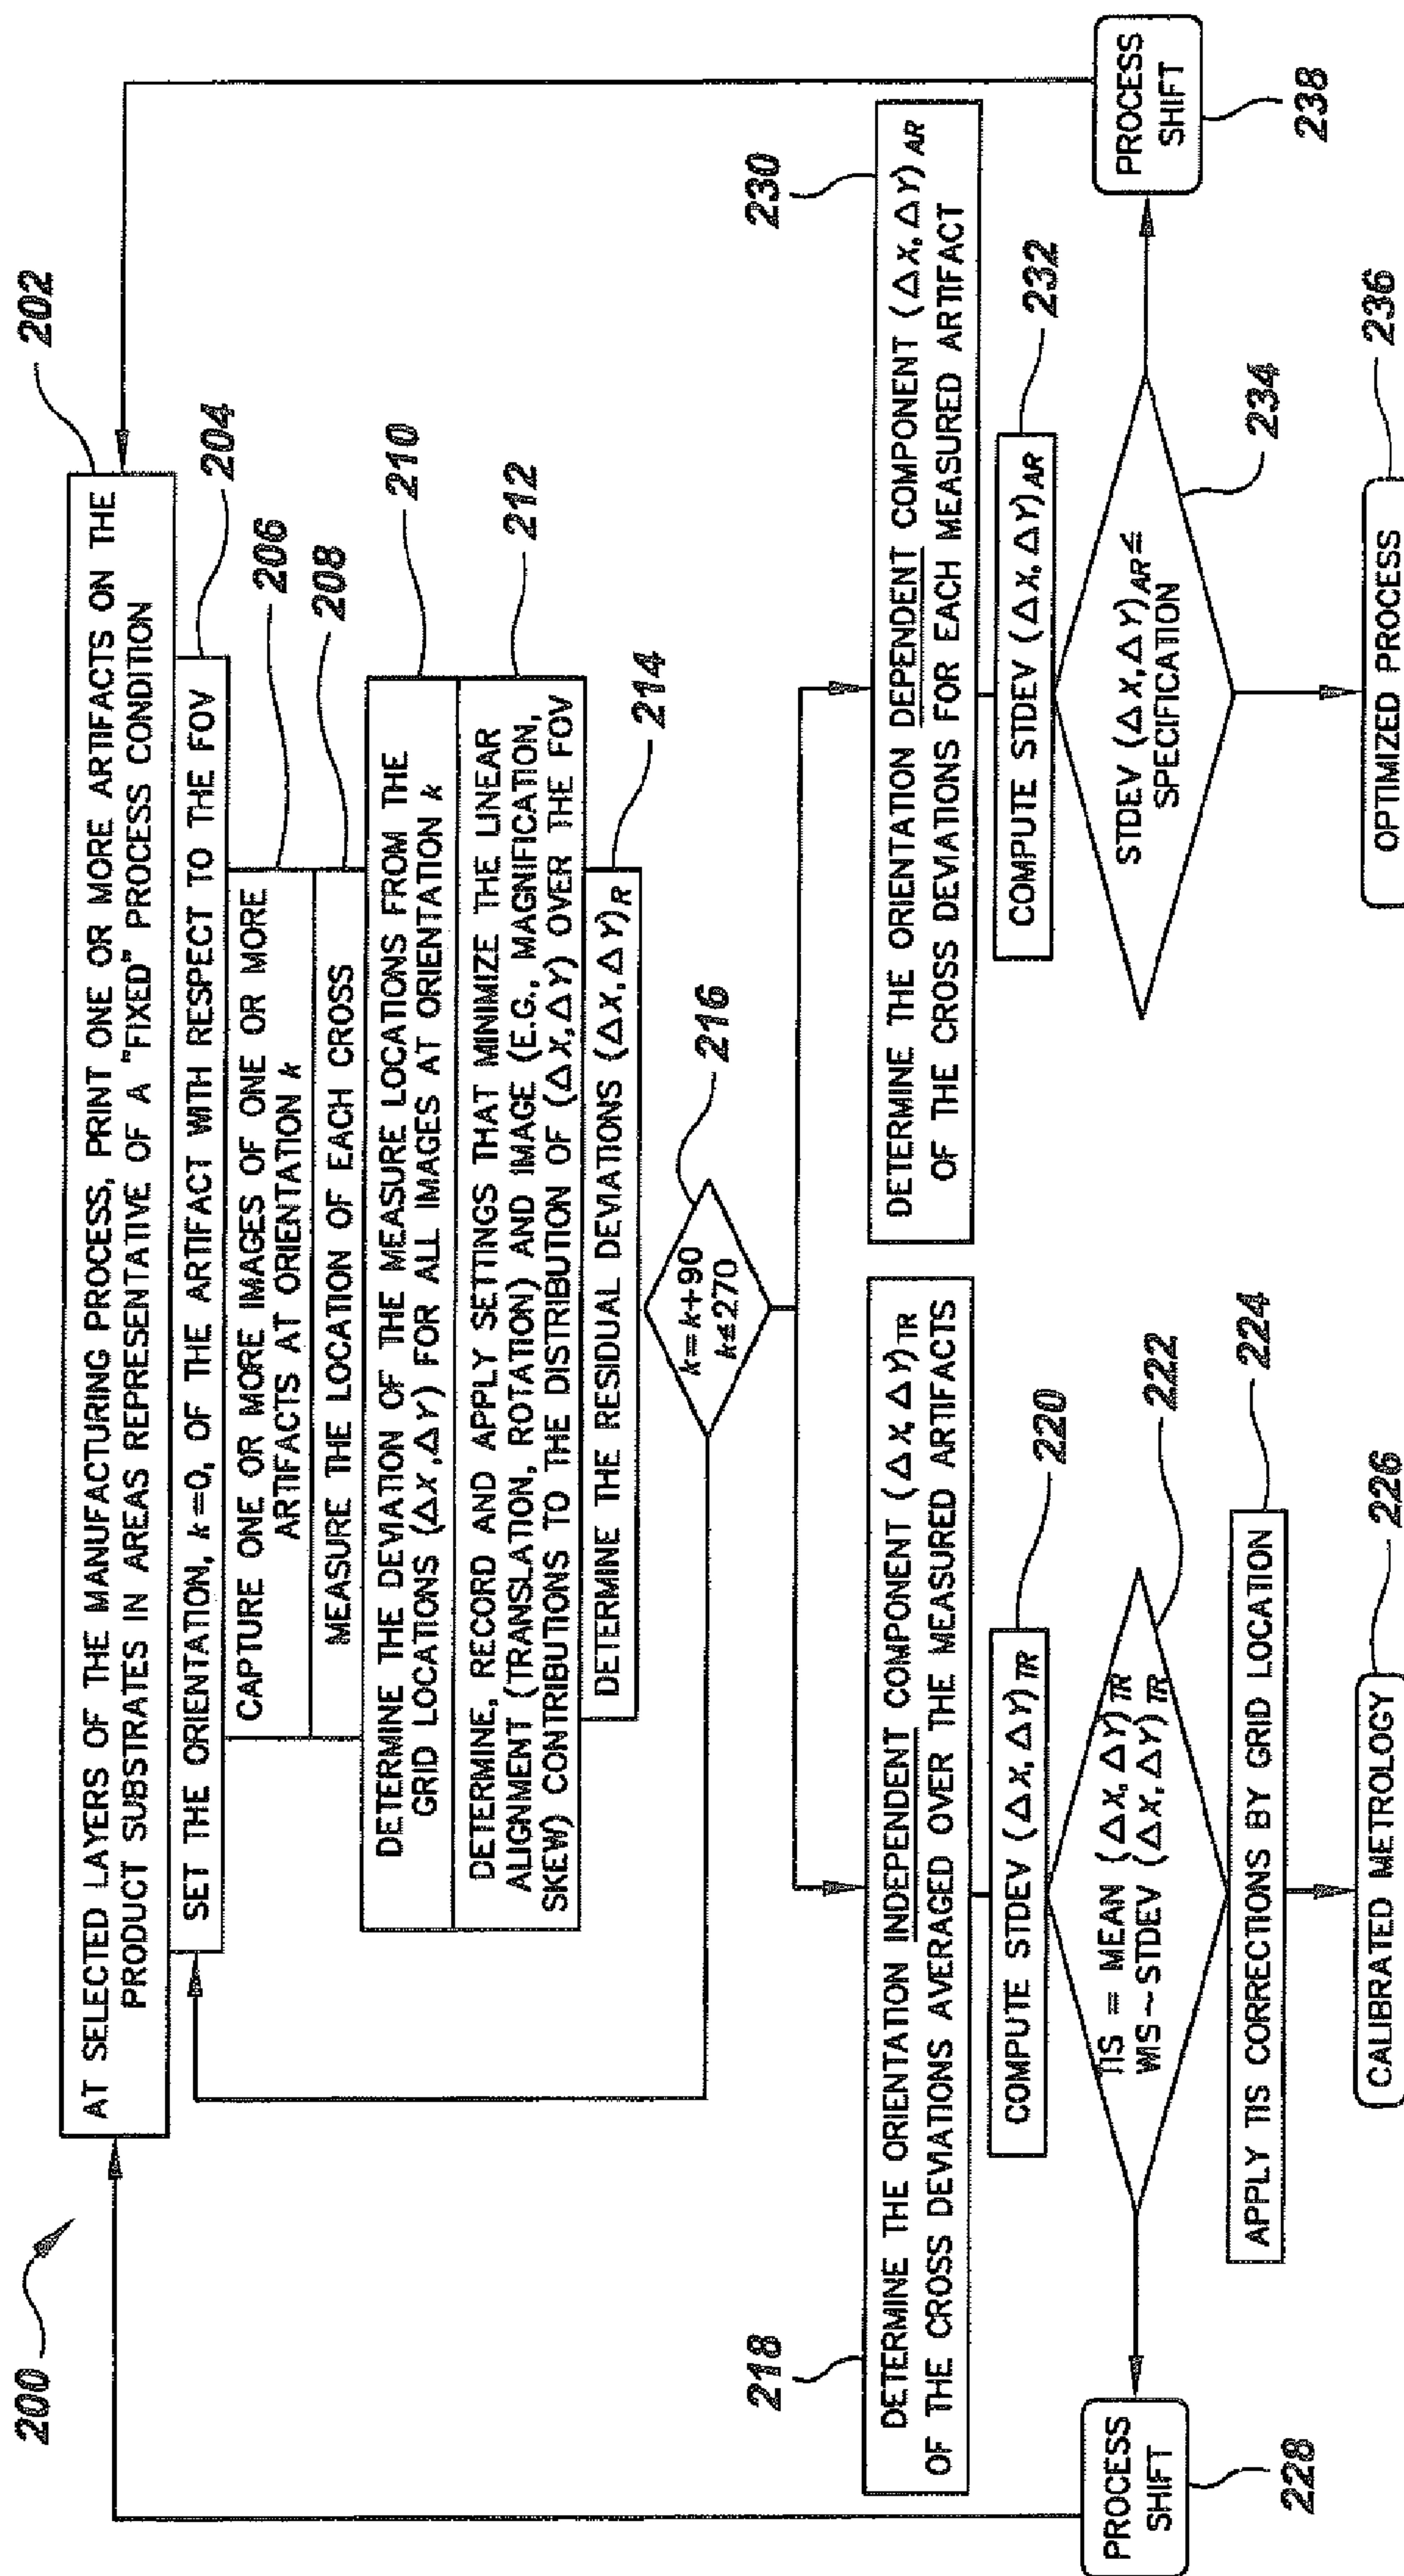 200
AT SELECTED LAYERS OF THE MANUFACTURING PROCESS, PRINT ONE OR MORE ARTIFACTS ON THE
PRODUCT SUBSTRATES IN AREAS REPRESENTATIVE OF A "FIXED" PROCESS CONDITION
202
SET THE ORIENTATION, k=0, OF THE ARTIFACT WITH RESPECT TO THE FOV
204
CAPTURE ONE OR MORE IMAGES OF ONE OR MORE
ARTIFACTS AT ORIENTATION k
206
MEASURE THE LOCATION OF EACH CROSS
208
DETERMINE THE DEVIATION OF THE MEASURE LOCATIONS FROM THE
GRID LOCATIONS (ΔX,ΔY) FOR ALL IMAGES AT ORIENTATION k
210
DETERMINE, RECORD AND APPLY SETTINGS THAT MINIMIZE THE LINEAR
ALIGNMENT (TRANSLATION, ROTATION) AND IMAGE (E.G., MAGNIFICATION,
SKEW) CONTRIBUTIONS TO THE DISTRIBUTION OF (ΔX,ΔY) OVER THE FOV
212
DETERMINE THE RESIDUAL DEVIATIONS (ΔX,ΔY)R
214
k=k+90
k≤270
216
218
DETERMINE THE ORIENTATION INDEPENDENT COMPONENT (ΔX,ΔY)TR
OF THE CROSS DEVIATIONS AVERAGED OVER THE MEASURED ARTIFACTS
COMPUTE STDEV (ΔX,ΔY)TR
220
TIS = MEAN (ΔX,ΔY)TR
WIS~STDEV (ΔX,ΔY)TR
222
APPLY TIS CORRECTIONS BY GRID LOCATION
224
CALIBRATED METROLOGY
226
PROCESS
SHIFT
228
230
DETERMINE THE ORIENTATION DEPENDENT COMPONENT (ΔX,ΔY)AR
OF THE CROSS DEVIATIONS FOR EACH MEASURED ARTIFACT
COMPUTE STDEV (ΔX,ΔY)AR
232
STDEV (ΔX,ΔY)AR≤
SPECIFICATION
234
OPTIMIZED PROCESS
236
PROCESS
SHIFT
238